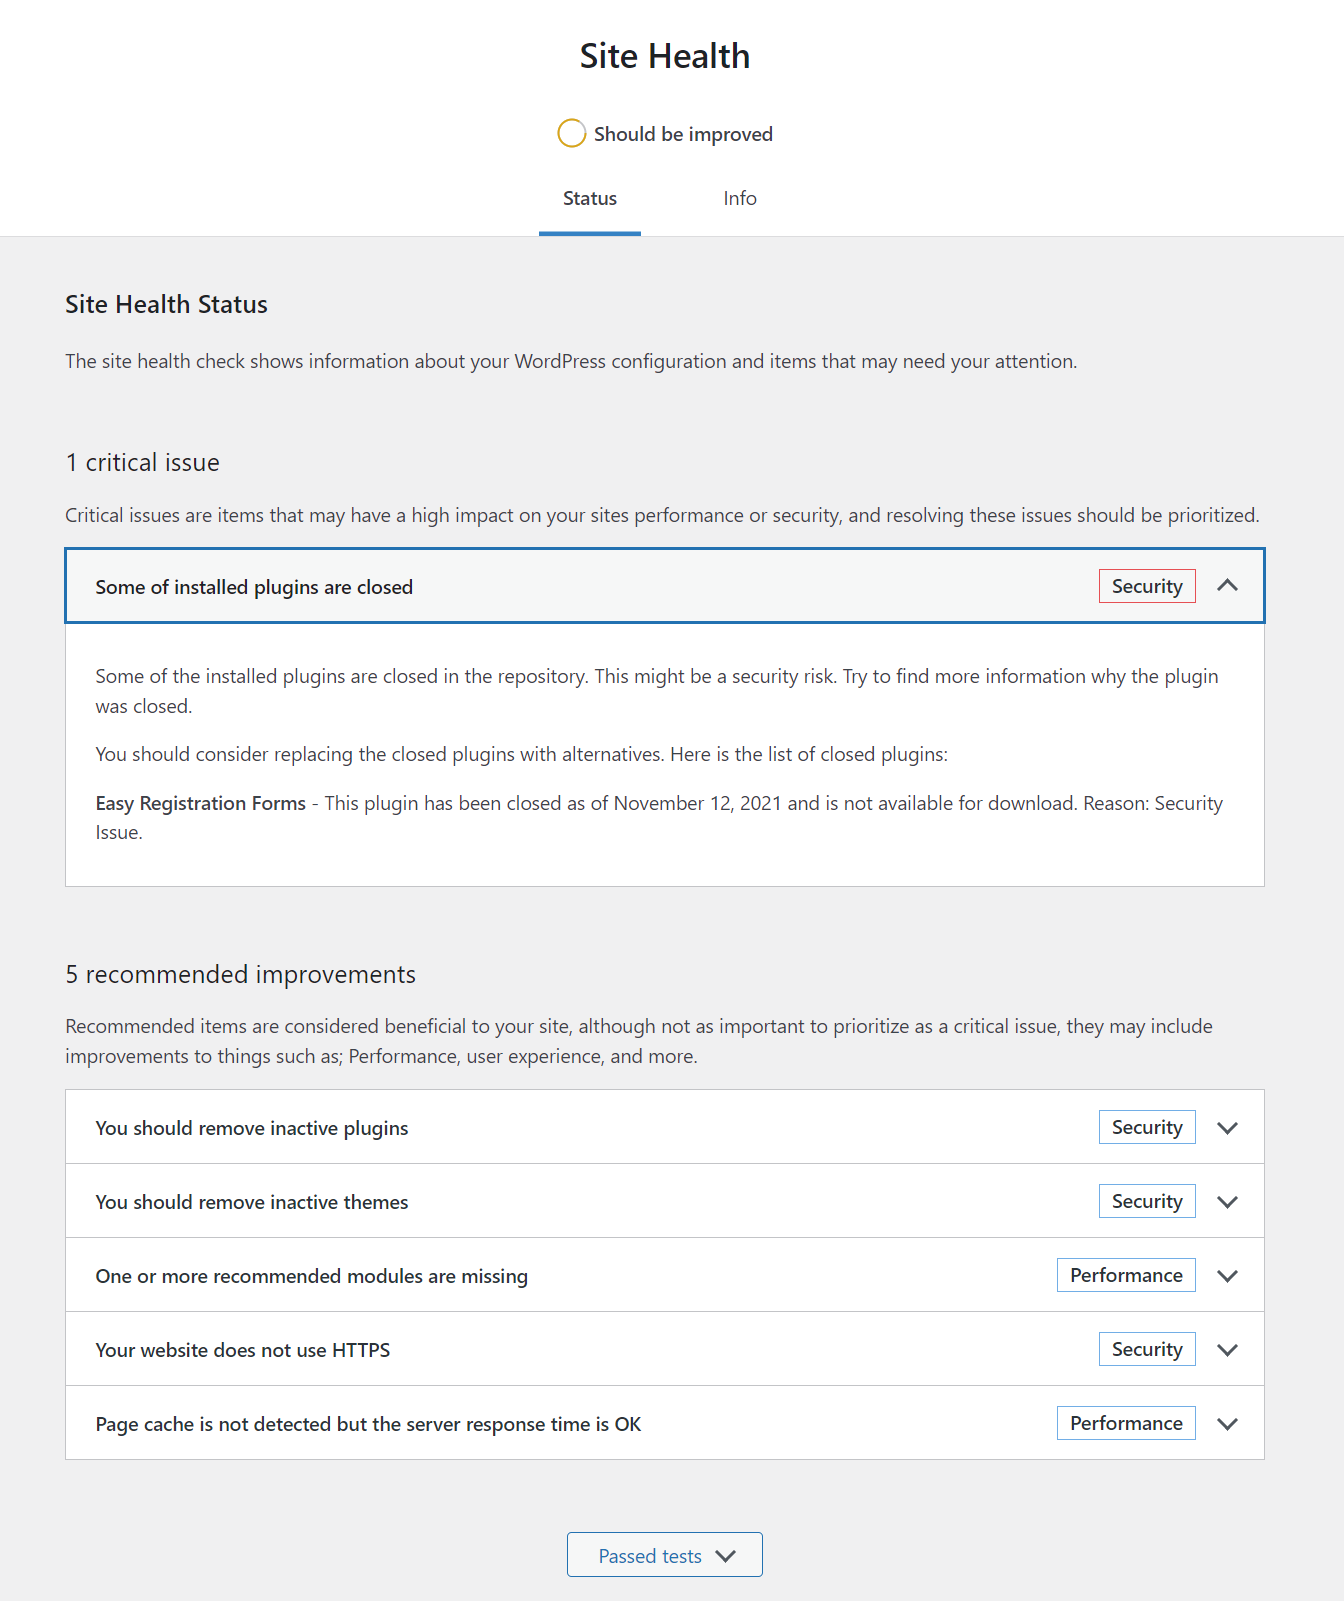 Site Health
Should be improved
Status Info
Site Health Status
The site health check shows information about your WordPress configuration and items that may need your attention.
1 critical issue
Critical issues are items that may have a high impact on your sites performance or security, and resolving these issues should be prioritized.
Some of installed plugins are closed Security
Some of the installed plugins are closed in the repository. This might be a security risk. Try to find more information why the plugin
was closed.
You should consider replacing the closed plugins with alternatives. Here is the list of closed plugins:
Easy Registration Forms - This plugin has been closed as of November 12, 2021 and is not available for download. Reason: Security
Issue.
5 recommended improvements
Recommended items are considered beneficial to your site, although not as important to prioritize as a critical issue, they may include
improvements to things such as; Performance, user experience, and more.
You should remove inactive plugins Security
You should remove inactive themes Security
One or more recommended modules are missing Performance
Your website does not use HTTPS Security
Page cache is not detected but the server response time is OK Performance
Passed tests